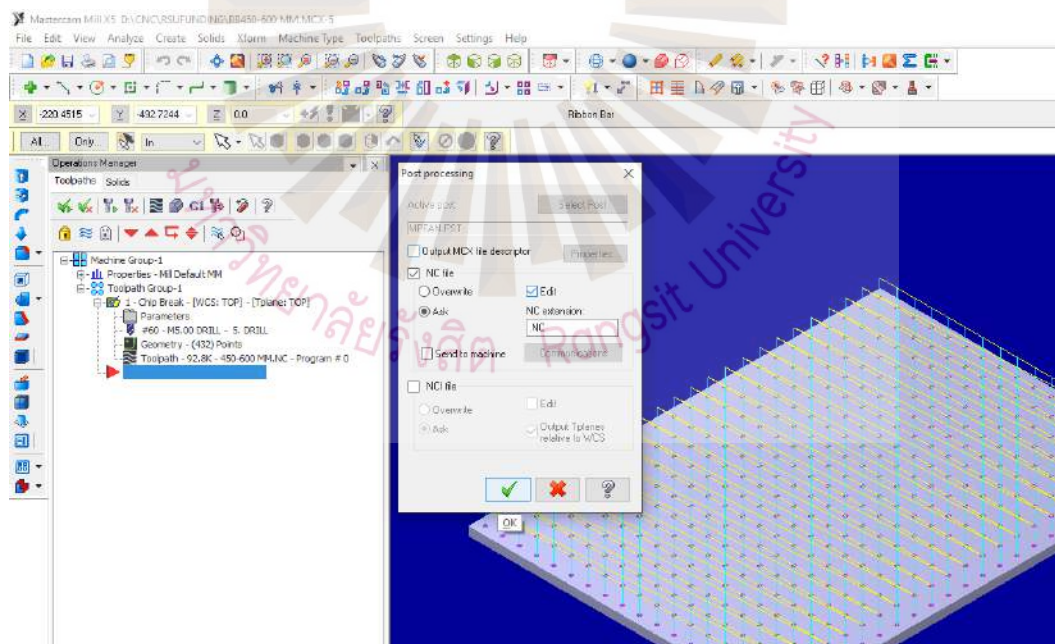 Mastercam Mill X5 D:\CNC\RSUFUNDING\RB450-600 MM.MCX-5
File Edit View Analyze Create Solids Xform Machine Type Toolpaths Screen Settings Help
X -220.4515 Y -492.7244 Z 0.0 Ribbon Bar
All... Only... In
Operations Manager
Toolpaths Solids
G1
Machine Group-1
Properties - Mill Default MM
Toolpath Group-1
1 - Chip Break - [WCS: TOP] - [Tplane: TOP]
Parameters
#60 - M5.00 DRILL - 5. DRILL
Geometry - (432) Points
Toolpath - 92.8K - 450-600 MM.NC - Program # 0
Post processing
Active post: Select Post
MPFAN.PST
Output MCX file descriptor Properties...
NC file
Overwrite Edit
Ask NC extension:
.NC
Send to machine Communications
NCI file
Overwrite Edit
Ask Output Tplanes
relative to WCS
OK
มหาวิทยาลัยรังสิต Rangsit University